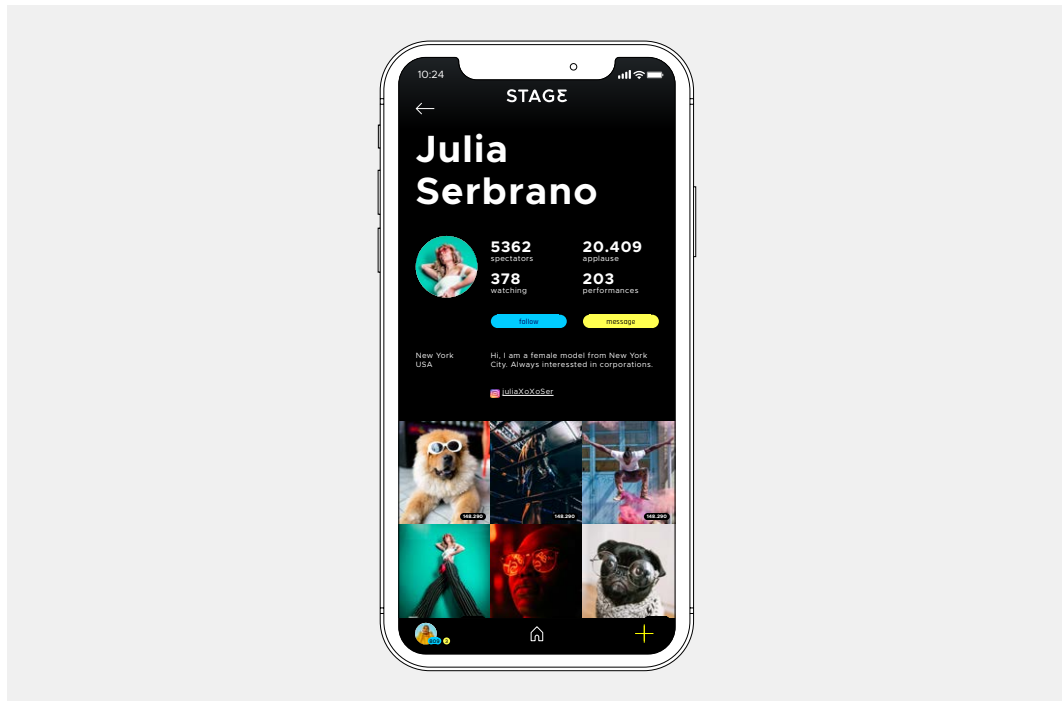 10:24
STAGƐ
Julia
Serbrano
5362
spectators
20.409
applause
378
watching
203
performances
follow
message
New York
USA
Hi, I am a female model from New York
City. Always interessted in corporations.
juliaXoXoSer
148.290
148.290
148.290